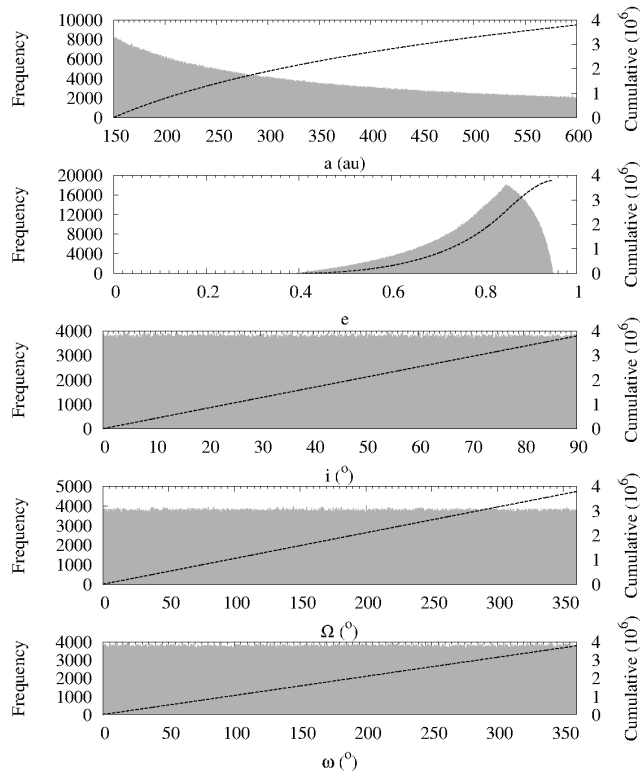 10000
8000
6000
4000
2000
0
Frequency
150 200 250 300 350 400 450 500 550 600
a (au)
4
3
2
1
0
Cumulative (10⁶)
20000
16000
12000
8000
4000
0
Frequency
0 0.2 0.4 0.6 0.8 1
e
4
3
2
1
0
Cumulative (10⁶)
4000
3000
2000
1000
0
Frequency
0 10 20 30 40 50 60 70 80 90
i (°)
4
3
2
1
0
Cumulative (10⁶)
5000
4000
3000
2000
1000
0
Frequency
0 50 100 150 200 250 300 350
Ω (°)
4
3
2
1
0
Cumulative (10⁶)
4000
3000
2000
1000
0
Frequency
0 50 100 150 200 250 300 350
ω (°)
4
3
2
1
0
Cumulative (10⁶)